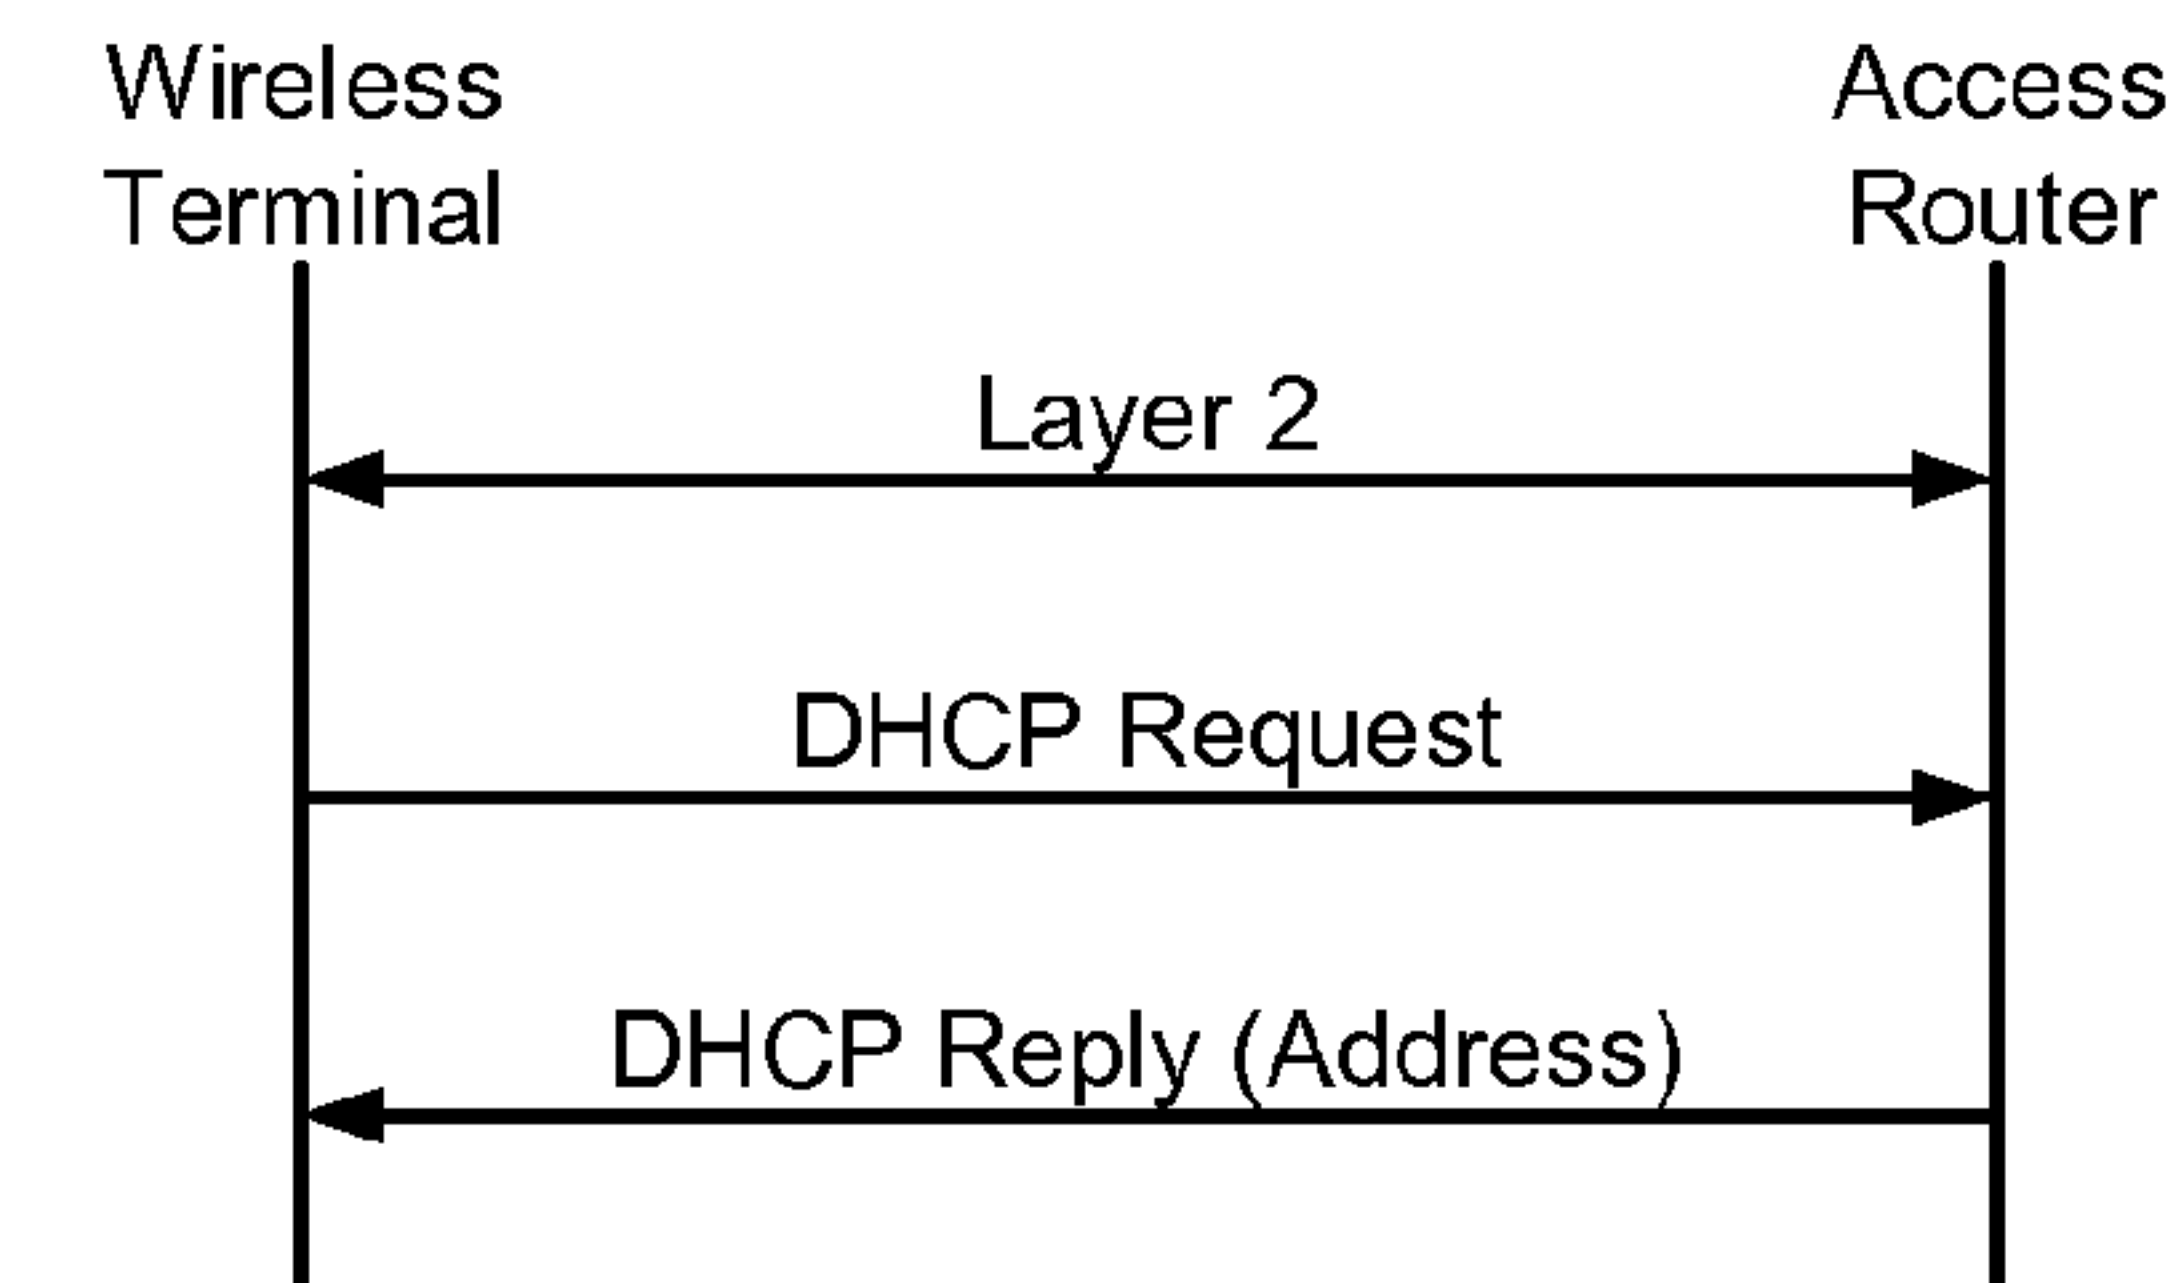 Wireless
Terminal
Access
Router
Layer 2
DHCP Request
DHCP Reply (Address)